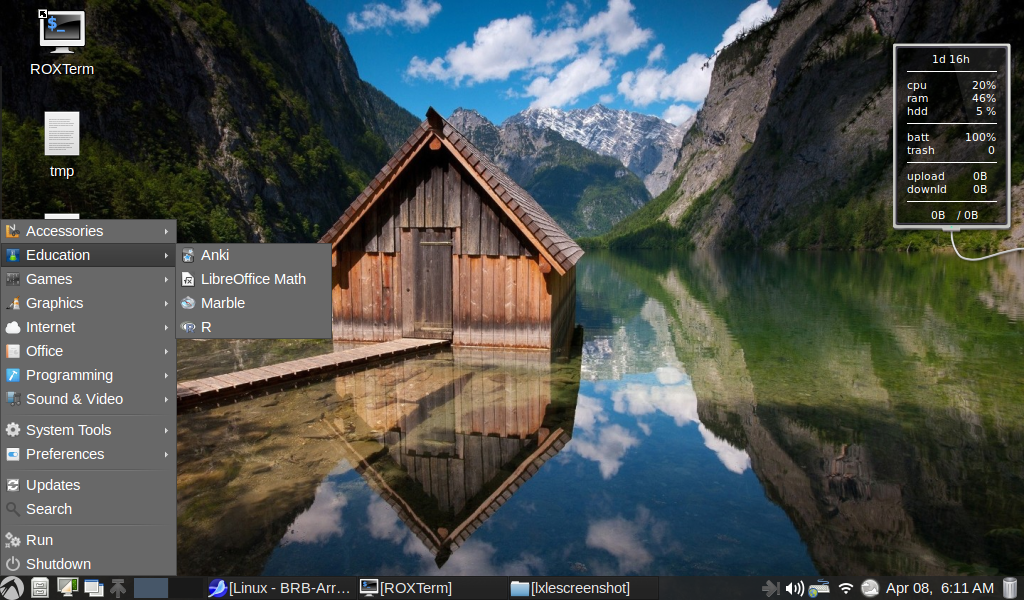 ROXTerm
tmp
1d 16h
cpu 20%
ram 46%
hdd 5 %
batt 100%
trash 0
upload 0B
downld 0B
0B / 0B
Accessories
Education
Games
Graphics
Internet
Office
Programming
Sound & Video
System Tools
Preferences
Updates
Search
Run
Shutdown
Anki
LibreOffice Math
Marble
R
[Linux - BRB-Arr...
[ROXTerm]
[lxlescreenshot]
Apr 08, 6:11 AM